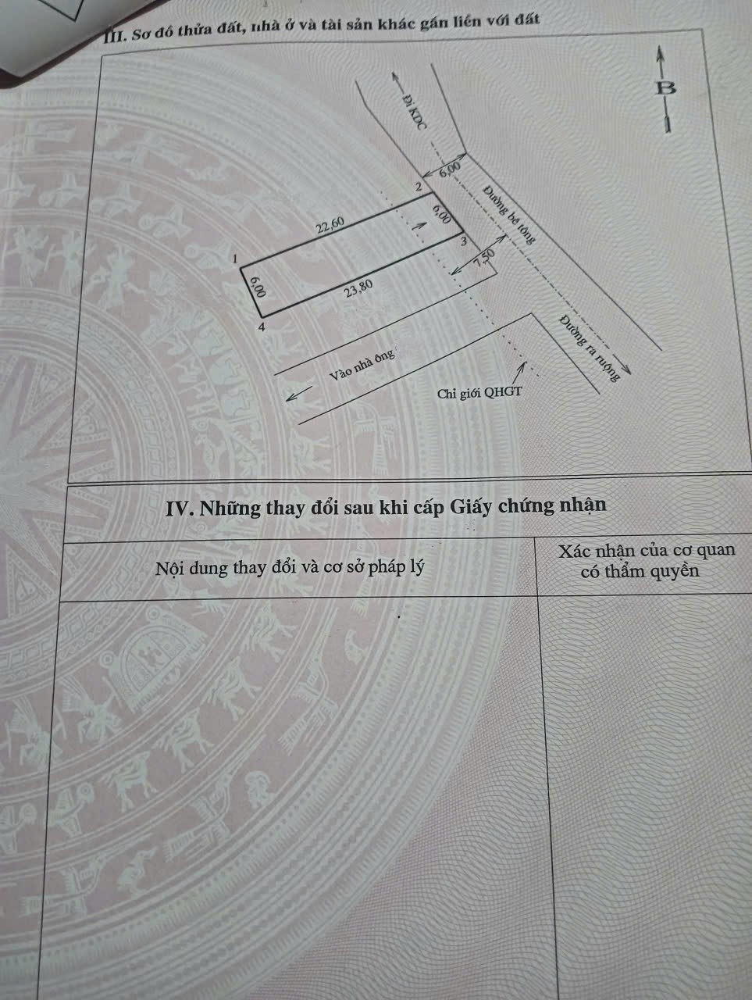 III. Sơ đồ thửa đất, nhà ở và tài sản khác gắn liền với đất
B
Đi KDC
6,00
2
Đường bê tông
22,60
6,00
3
1
7,50
6,00
23,80
4
Đường ra ruộng
Vào nhà ông
Chỉ giới QHGT
IV. Những thay đổi sau khi cấp Giấy chứng nhận
Nội dung thay đổi và cơ sở pháp lý
Xác nhận của cơ quan
có thẩm quyền